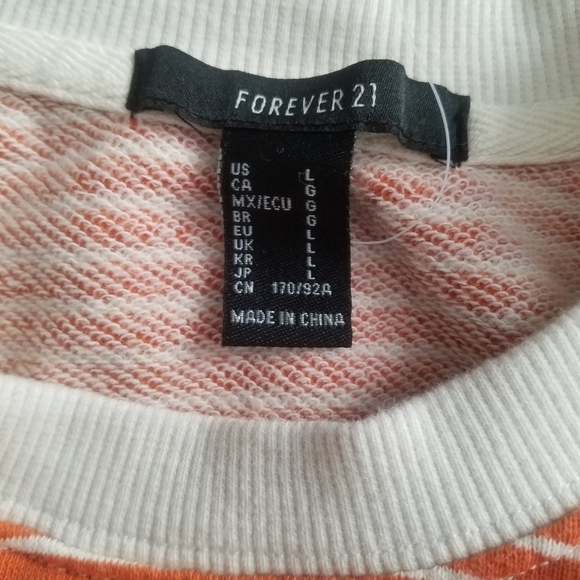 FOREVER 21
US L
CA G
MX/ECU G
BR G
EU L
UK L
KR L
JP L
CN 170/92A
MADE IN CHINA